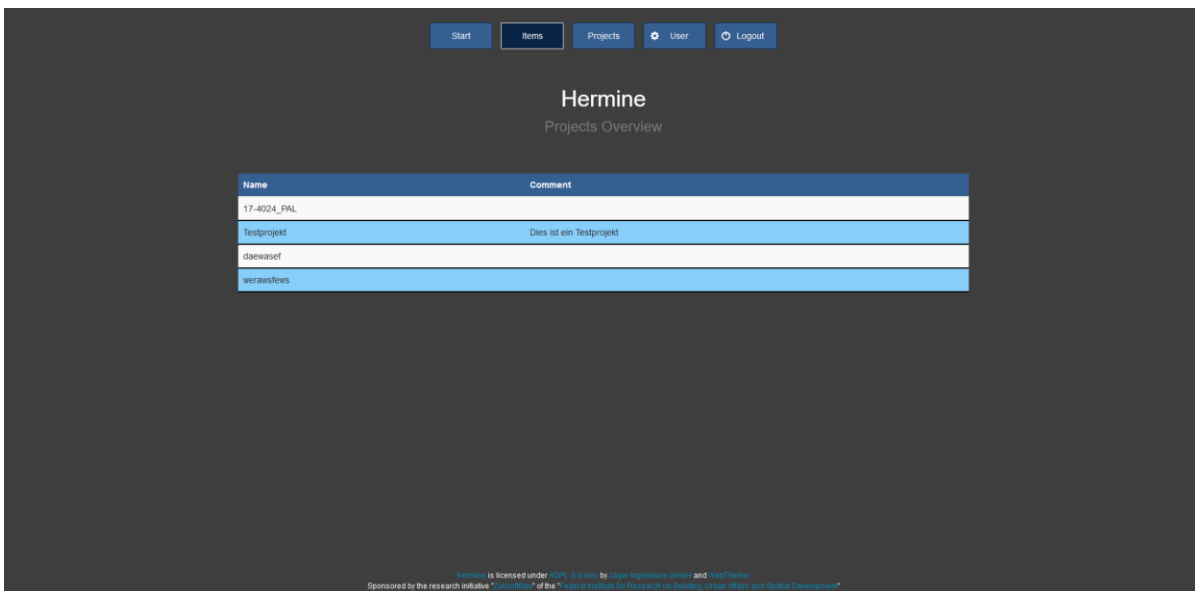 Start Items Projects User Logout
Hermine
Projects Overview
Name Comment
17-4024_PAL
Testprojekt Dies ist ein Testprojekt
daewasef
werawsfews
hermine is licensed under AGPL-3.0-only by Jäger Ingenieure GmbH and WebThinker
Sponsored by the research initiative "ZukunftBau" of the "Federal Institute for Research on Building, Urban Affairs and Spatial Development"